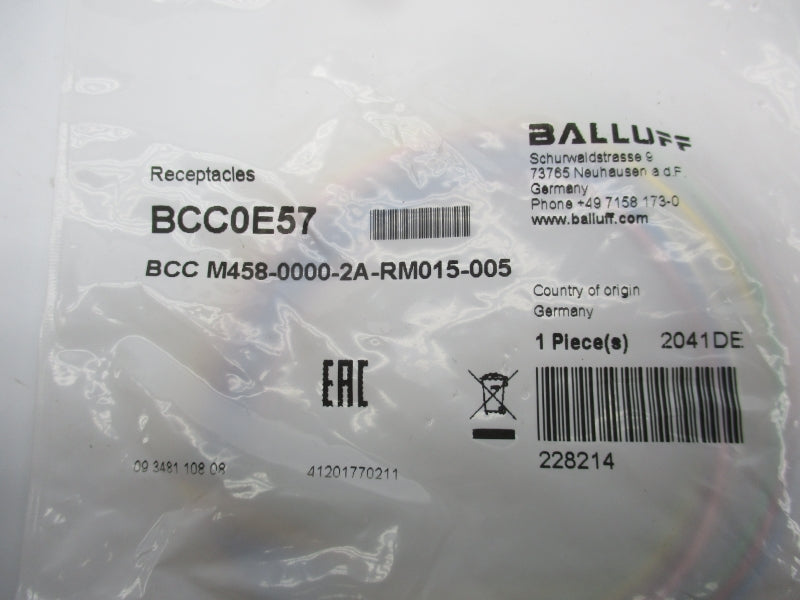 BALLUFF
Schurwaldstrasse 9
73765 Neuhausen a.d.F.
Germany
Phone +49 7158 173-0
www.balluff.com
Receptacles
BCC0E57
BCC M458-0000-2A-RM015-005
Country of origin
Germany
1 Piece(s) 2041DE
EAC
228214
09 3481 108 08
41201770211